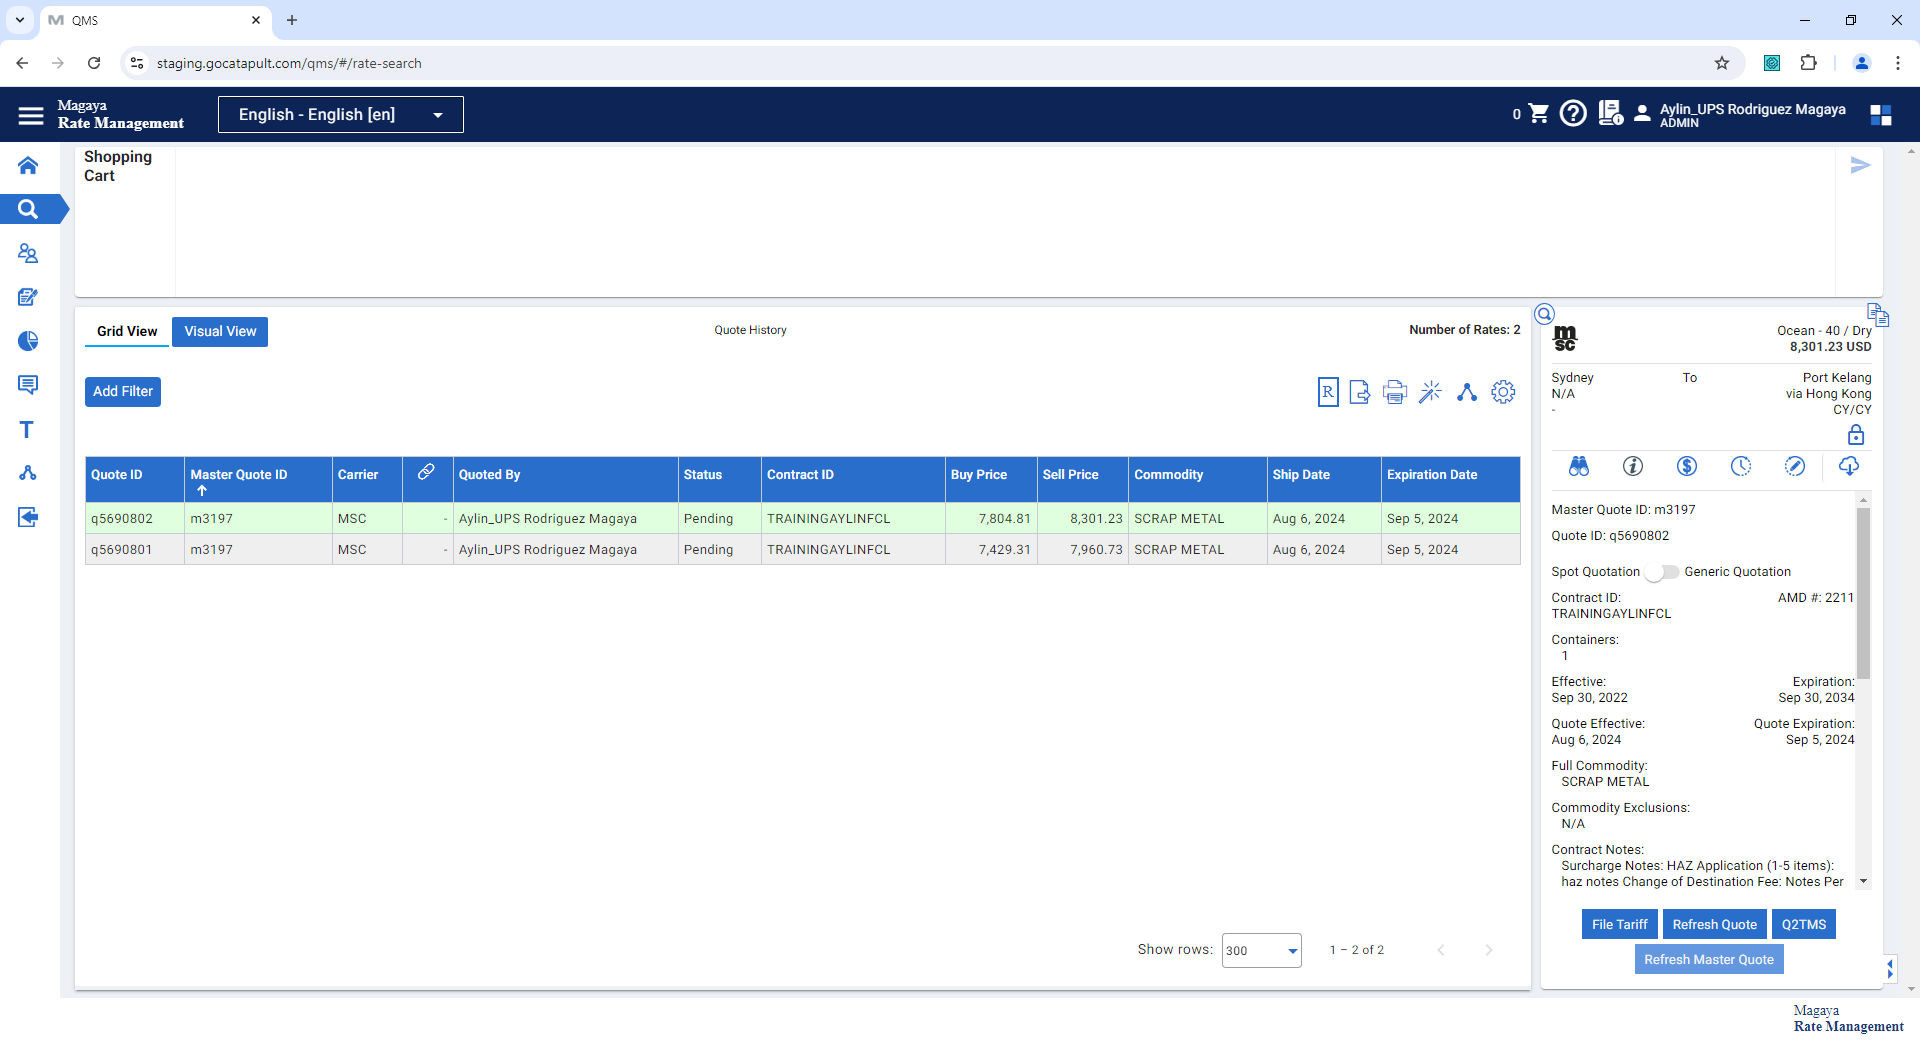 QMS
staging.gocatapult.com/qms/#/rate-search
Magaya
Rate Management
English - English [en]
0
Aylin_UPS Rodriguez Magaya
ADMIN
Shopping
Cart
Grid View
Visual View
Quote History
Number of Rates: 2
Add Filter
R
Quote ID
Master Quote ID
Carrier
Quoted By
Status
Contract ID
Buy Price
Sell Price
Commodity
Ship Date
Expiration Date
q5690802 m3197 MSC - Aylin_UPS Rodriguez Magaya Pending TRAININGAYLINFCL 7,804.81 8,301.23 SCRAP METAL Aug 6, 2024 Sep 5, 2024
q5690801 m3197 MSC - Aylin_UPS Rodriguez Magaya Pending TRAININGAYLINFCL 7,429.31 7,960.73 SCRAP METAL Aug 6, 2024 Sep 5, 2024
Show rows: 300 1 – 2 of 2
m
sc
Ocean - 40 / Dry
8,301.23 USD
Sydney To Port Kelang
N/A via Hong Kong
- CY/CY
Master Quote ID: m3197
Quote ID: q5690802
Spot Quotation Generic Quotation
Contract ID: AMD #: 2211
TRAININGAYLINFCL
Containers:
1
Effective: Expiration:
Sep 30, 2022 Sep 30, 2034
Quote Effective: Quote Expiration:
Aug 6, 2024 Sep 5, 2024
Full Commodity:
SCRAP METAL
Commodity Exclusions:
N/A
Contract Notes:
Surcharge Notes: HAZ Application (1-5 items):
haz notes Change of Destination Fee: Notes Per
File Tariff
Refresh Quote
Q2TMS
Refresh Master Quote
Magaya
Rate Management